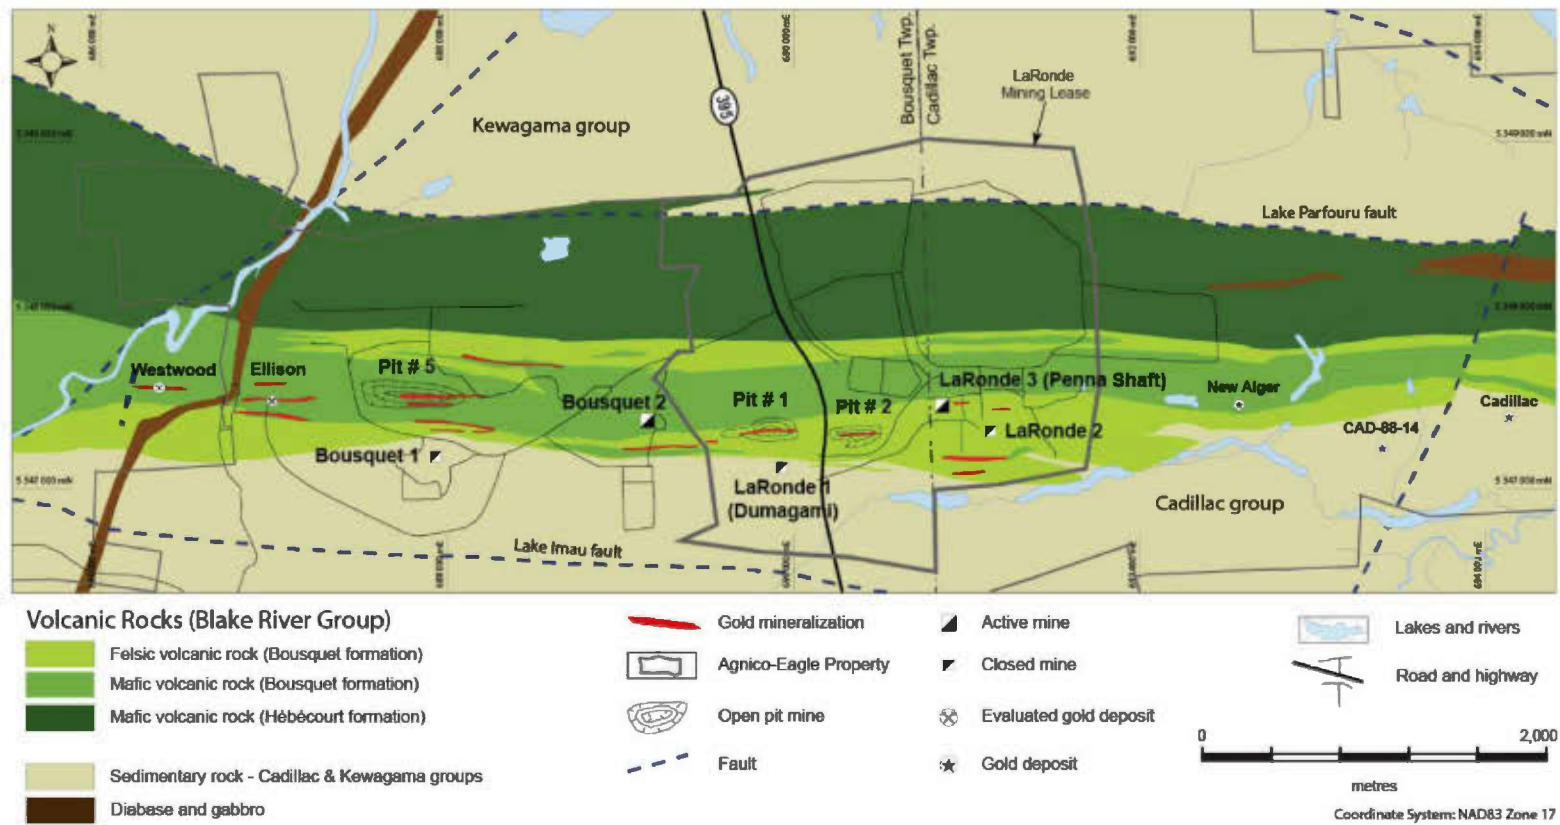 N
Bousquet Twp.
Cadillac Twp.
LaRonde
Mining Lease
395
Kewagama group
Lake Parfouru fault
Westwood
Ellison
Pit # 5
Bousquet 2
Pit # 1
Pit # 2
LaRonde 3 (Penna Shaft)
New Alger
Cadillac
LaRonde 2
CAD-88-14
Bousquet 1
LaRonde 1
(Dumagami)
Cadillac group
Lake Imau fault
Volcanic Rocks (Blake River Group)
Felsic volcanic rock (Bousquet formation)
Mafic volcanic rock (Bousquet formation)
Mafic volcanic rock (Hébécourt formation)
Sedimentary rock - Cadillac & Kewagama groups
Diabase and gabbro
Gold mineralization
Agnico-Eagle Property
Open pit mine
Fault
Active mine
Closed mine
Evaluated gold deposit
Gold deposit
Lakes and rivers
Road and highway
0 2,000
metres
Coordinate System: NAD83 Zone 17